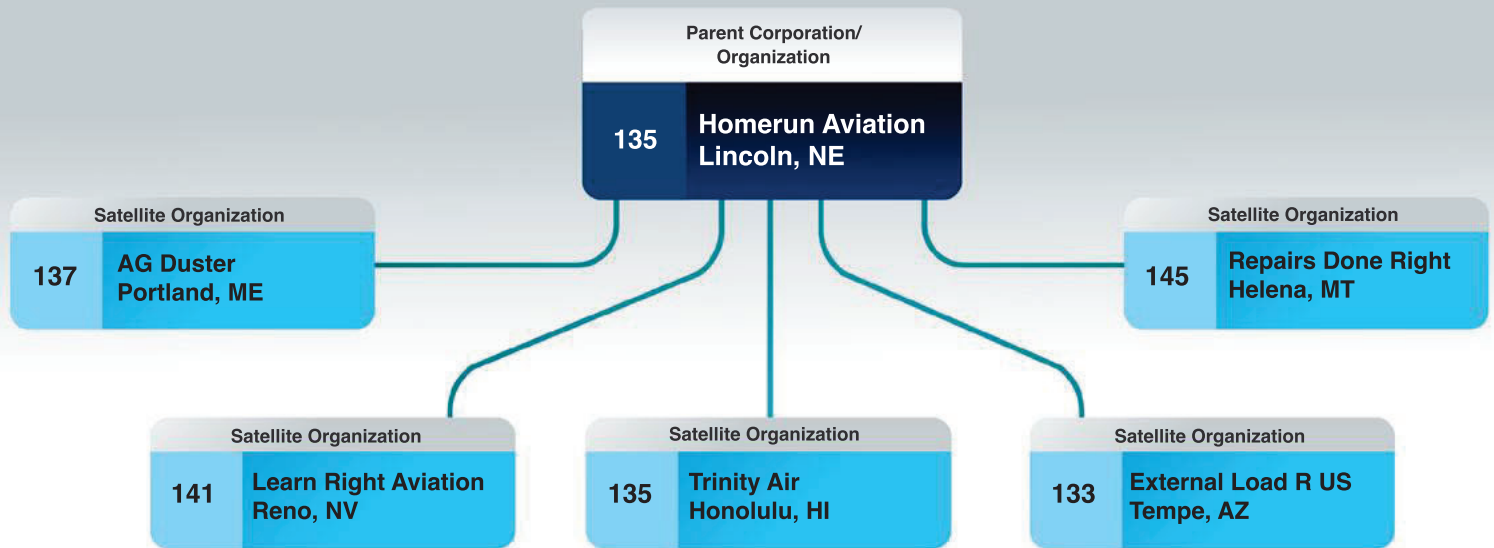 Parent Corporation/
Organization
135
Homerun Aviation
Lincoln, NE
Satellite Organization
137
AG Duster
Portland, ME
Satellite Organization
145
Repairs Done Right
Helena, MT
Satellite Organization
141
Learn Right Aviation
Reno, NV
Satellite Organization
135
Trinity Air
Honolulu, HI
Satellite Organization
133
External Load R US
Tempe, AZ